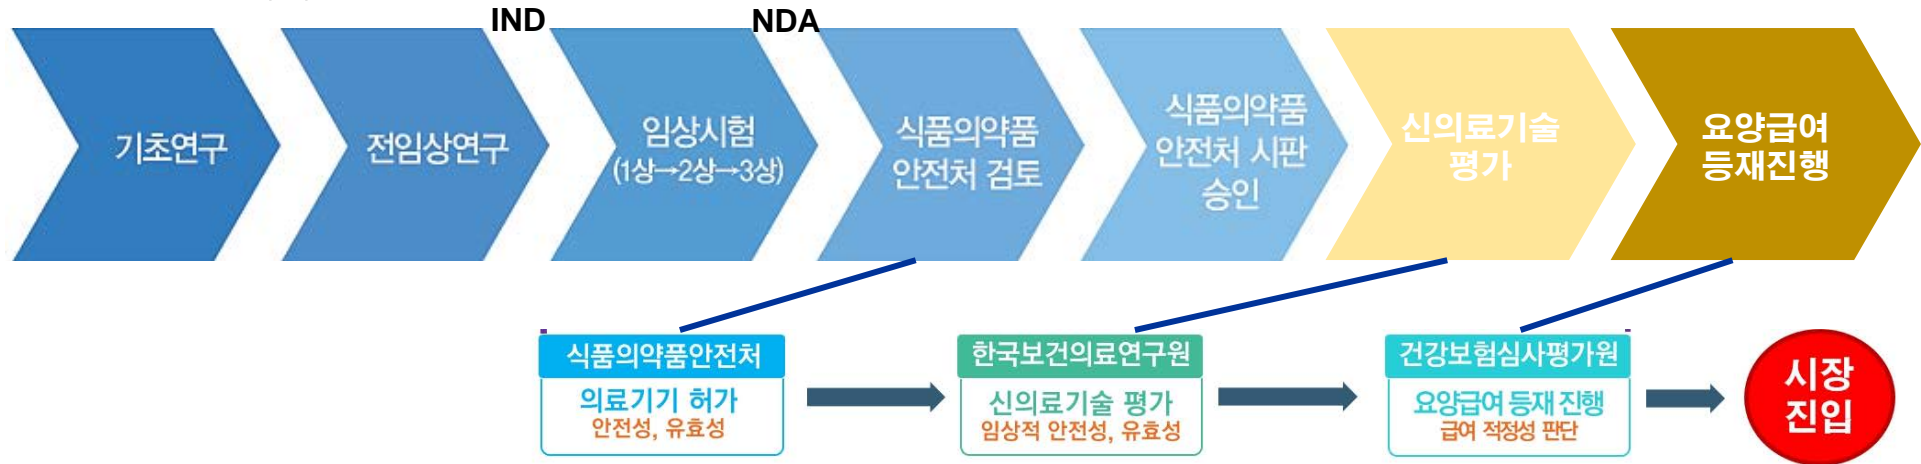 IND
NDA
기초연구
전임상연구
임상시험
(1상→2상→3상)
식품의약품
안전처 검토
식품의약품
안전처 시판
승인
신의료기술
평가
요양급여
등재진행
식품의약품안전처
의료기기 허가
안전성, 유효성
한국보건의료연구원
신의료기술 평가
임상적 안전성, 유효성
건강보험심사평가원
요양급여 등재 진행
급여 적정성 판단
시장
진입